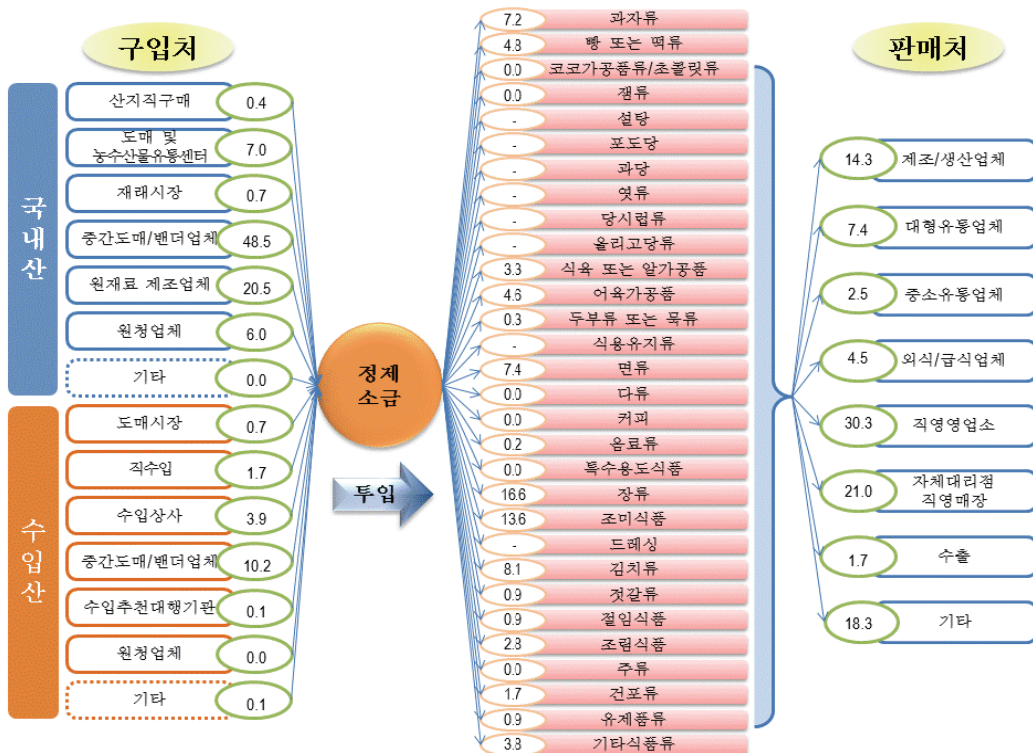 구입처
국내산
산지직구매
0.4
도매 및
농수산물유통센터
7.0
재래시장
0.7
중간도매/밴더업체
48.5
원재료 제조업체
20.5
원청업체
6.0
기타
0.0
수입산
도매시장
0.7
직수입
1.7
수입상사
3.9
중간도매/밴더업체
10.2
수입추천대행기관
0.1
원청업체
0.0
기타
0.1
정제
소금
투입
7.2 과자류
4.8 빵 또는 떡류
0.0 코코가공품류/초콜릿류
0.0 잼류
- 설탕
- 포도당
- 과당
- 엿류
- 당시럽류
- 올리고당류
3.3 식육 또는 알가공품
4.6 어육가공품
0.3 두부류 또는 묵류
- 식용유지류
7.4 면류
0.0 다류
0.0 커피
0.2 음료류
0.0 특수용도식품
16.6 장류
13.6 조미식품
- 드레싱
8.1 김치류
0.9 젓갈류
0.9 절임식품
2.8 조림식품
0.0 주류
1.7 건포류
0.9 유제품류
3.8 기타식품류
판매처
14.3 제조/생산업체
7.4 대형유통업체
2.5 중소유통업체
4.5 외식/급식업체
30.3 직영영업소
21.0 자체대리점
직영매장
1.7 수출
18.3 기타